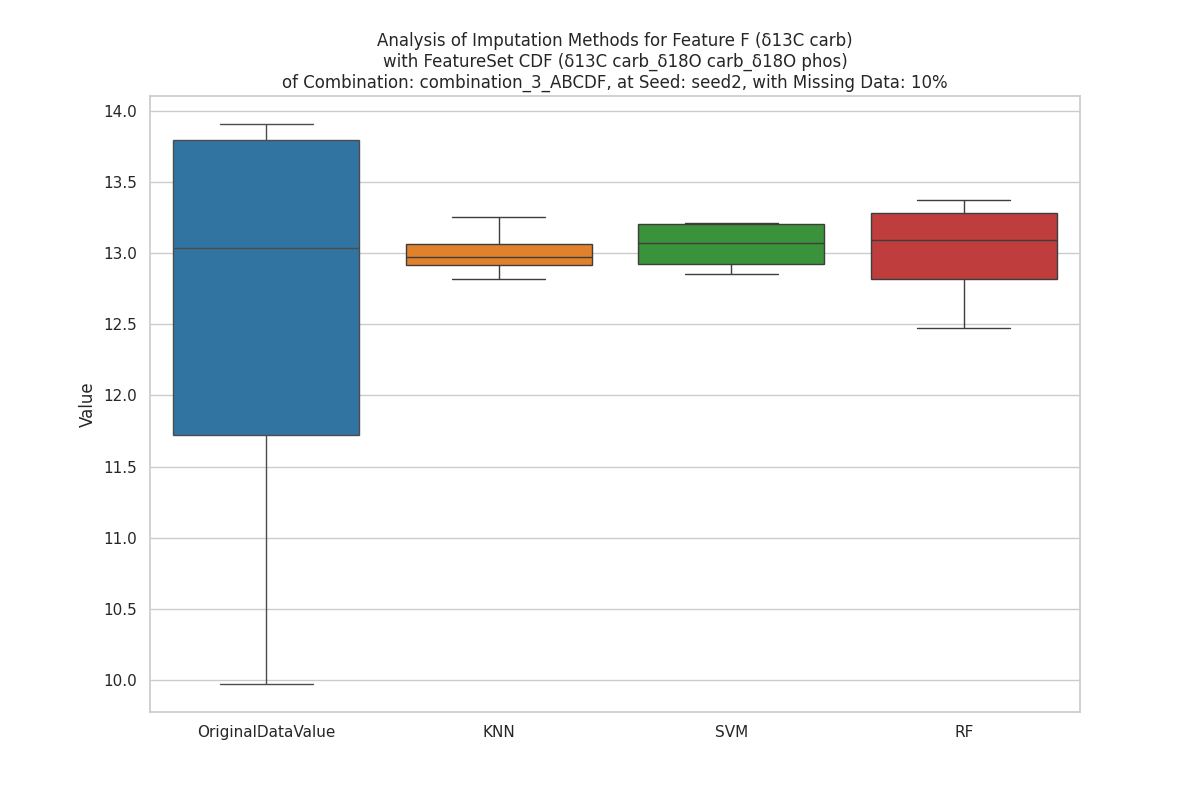 Analysis of Imputation Methods for Feature F (δ13C carb)
with FeatureSet CDF (δ13C carb_δ18O carb_δ18O phos)
of Combination: combination_3_ABCDF, at Seed: seed2, with Missing Data: 10%
14.0
13.5
13.0
12.5
12.0
11.5
11.0
10.5
10.0
Value
OriginalDataValue
KNN
SVM
RF